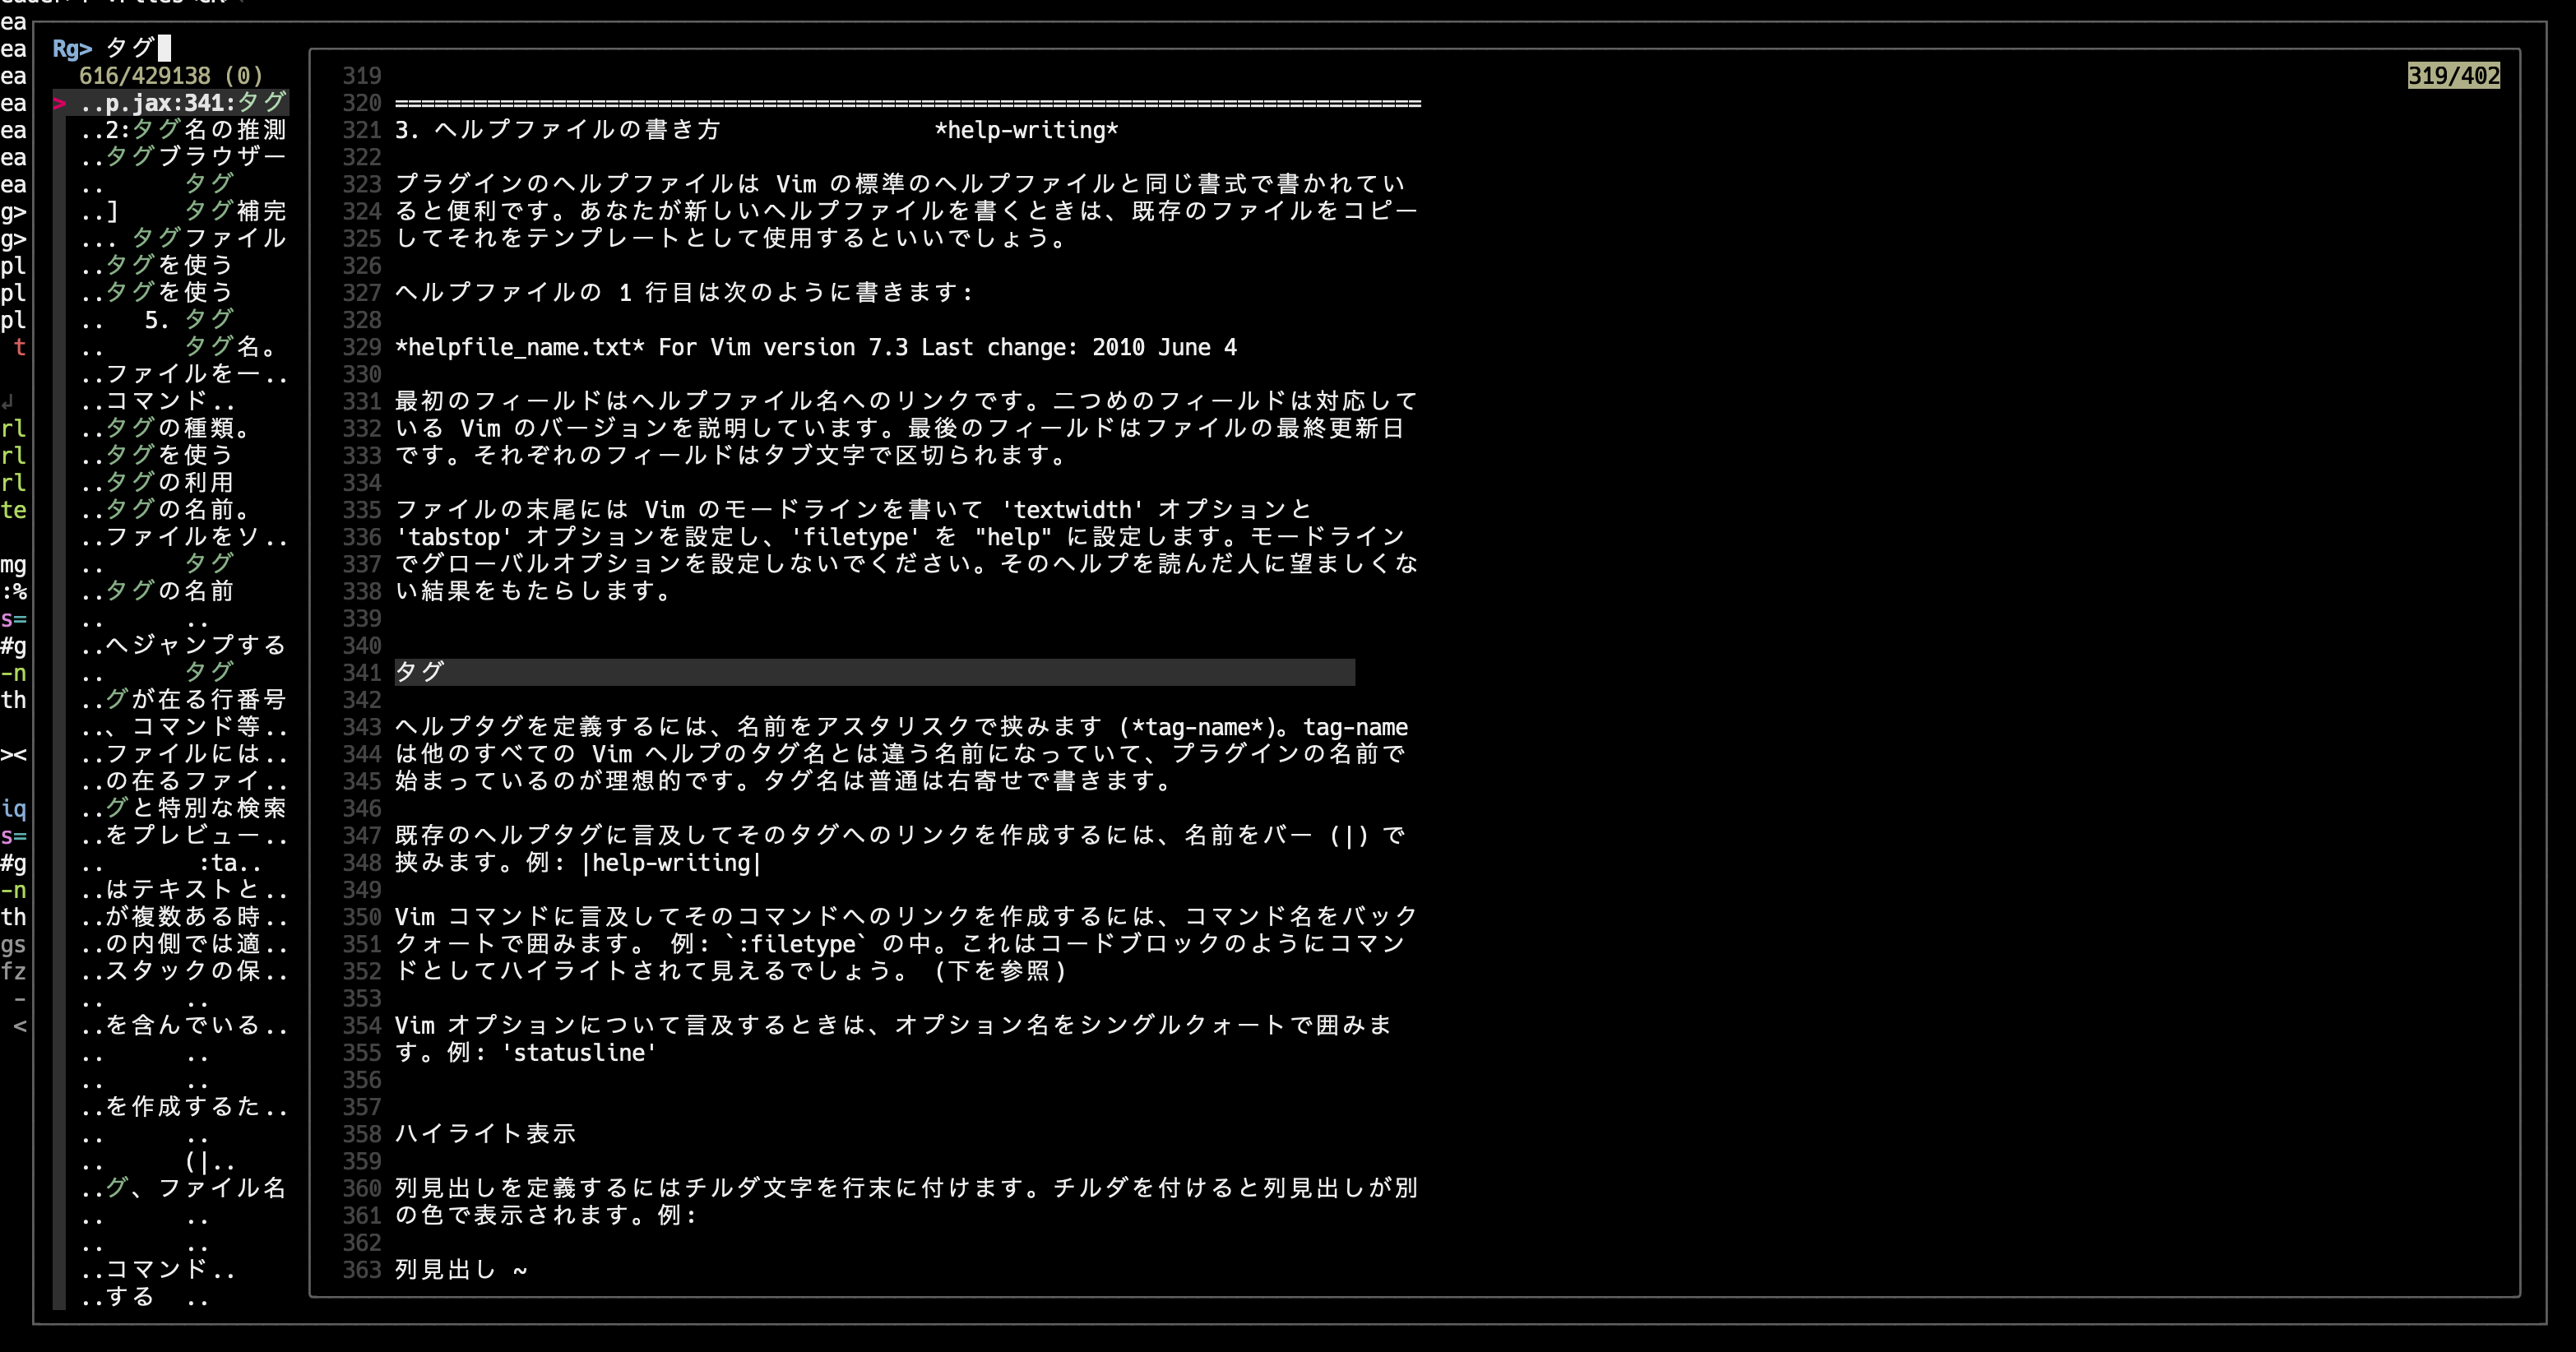 Rg> タグ
616/429138 (0)
> ..p.jax:341:タグ
..2:タグ名の推測
..タグブラウザー
.. タグ
..] タグ補完
... タグファイル
..タグを使う
..タグを使う
.. 5. タグ
.. タグ名。
..ファイルを一..
..コマンド..
..タグの種類。
..タグを使う
..タグの利用
..タグの名前。
..ファイルをソ..
.. タグ
..タグの名前
.. ..
..へジャンプする
.. タグ
..グが在る行番号
..、コマンド等..
..ファイルには..
..の在るファイ..
..グと特別な検索
..をプレビュー..
.. :ta..
..はテキストと..
..が複数ある時..
..の内側では適..
..スタックの保..
.. ..
..を含んでいる..
.. ..
.. ..
..を作成するた..
.. ..
.. (|..
..グ、ファイル名
.. ..
.. ..
..コマンド..
..する ..
319/402
319
320 ==============================================================================
321 3. ヘルプファイルの書き方 *help-writing*
322
323 プラグインのヘルプファイルは Vim の標準のヘルプファイルと同じ書式で書かれてい
324 ると便利です。あなたが新しいヘルプファイルを書くときは、既存のファイルをコピー
325 してそれをテンプレートとして使用するといいでしょう。
326
327 ヘルプファイルの 1 行目は次のように書きます:
328
329 *helpfile_name.txt* For Vim version 7.3 Last change: 2010 June 4
330
331 最初のフィールドはヘルプファイル名へのリンクです。二つめのフィールドは対応して
332 いる Vim のバージョンを説明しています。最後のフィールドはファイルの最終更新日
333 です。それぞれのフィールドはタブ文字で区切られます。
334
335 ファイルの末尾には Vim のモードラインを書いて 'textwidth' オプションと
336 'tabstop' オプションを設定し、'filetype' を "help" に設定します。モードライン
337 でグローバルオプションを設定しないでください。そのヘルプを読んだ人に望ましくな
338 い結果をもたらします。
339
340
341 タグ
342
343 ヘルプタグを定義するには、名前をアスタリスクで挟みます (*tag-name*)。tag-name
344 は他のすべての Vim ヘルプのタグ名とは違う名前になっていて、プラグインの名前で
345 始まっているのが理想的です。タグ名は普通は右寄せで書きます。
346
347 既存のヘルプタグに言及してそのタグへのリンクを作成するには、名前をバー (|) で
348 挟みます。例: |help-writing|
349
350 Vim コマンドに言及してそのコマンドへのリンクを作成するには、コマンド名をバック
351 クォートで囲みます。 例: `:filetype` の中。これはコードブロックのようにコマン
352 ドとしてハイライトされて見えるでしょう。 (下を参照)
353
354 Vim オプションについて言及するときは、オプション名をシングルクォートで囲みま
355 す。例: 'statusline'
356
357
358 ハイライト表示
359
360 列見出しを定義するにはチルダ文字を行末に付けます。チルダを付けると列見出しが別
361 の色で表示されます。例:
362
363 列見出し ~